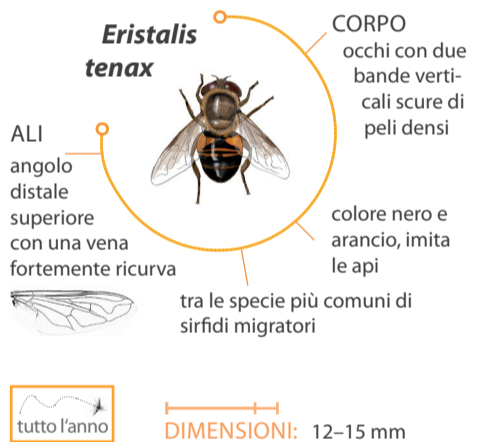 Eristalis
tenax
CORPO
occhi con due
bande verti-
cali scure di
peli densi
ALI
angolo
distale
superiore
con una vena
fortemente ricurva
colore nero e
arancio, imita
le api
tra le specie più comuni di
sirfidi migratori
tutto l'anno
DIMENSIONI: 12–15 mm